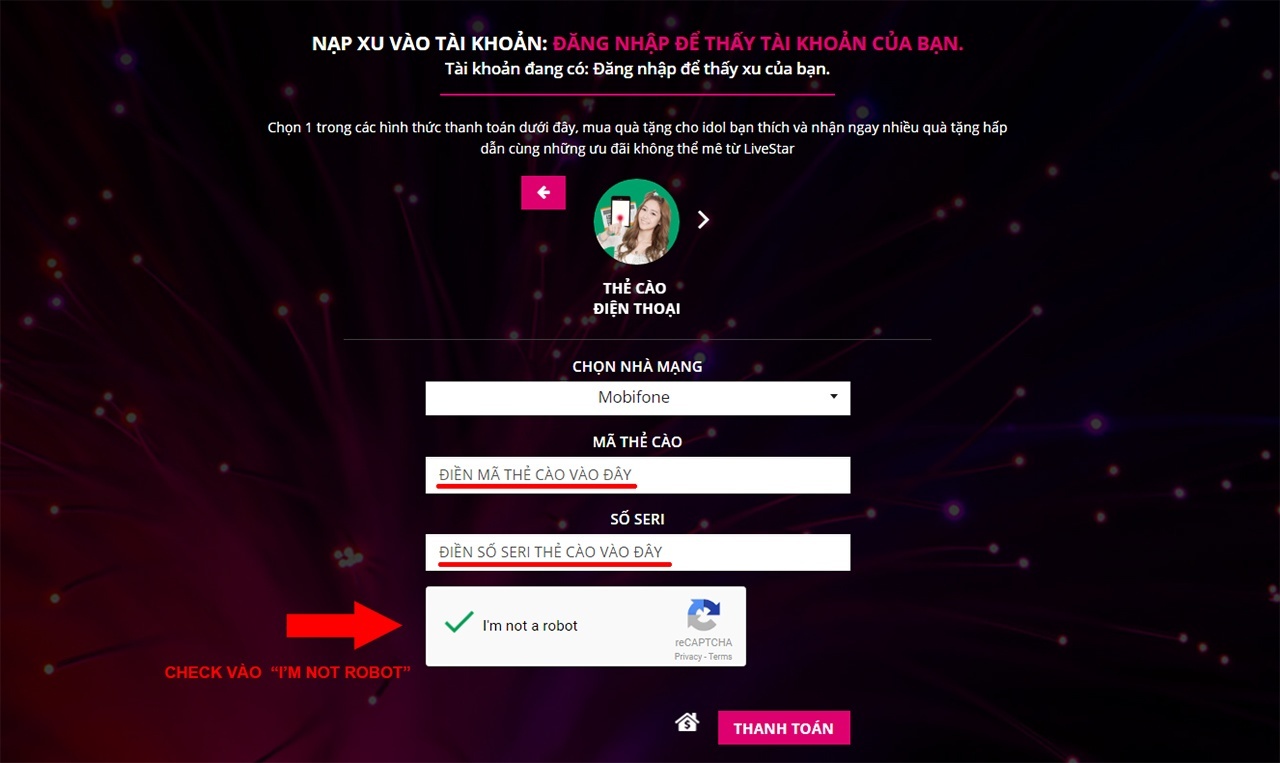 NẠP XU VÀO TÀI KHOẢN: ĐĂNG NHẬP ĐỂ THẤY TÀI KHOẢN CỦA BẠN.
Tài khoản đang có: Đăng nhập để thấy xu của bạn.
Chọn 1 trong các hình thức thanh toán dưới đây, mua quà tặng cho idol bạn thích và nhận ngay nhiều quà tặng hấp
dẫn cùng những ưu đãi không thể mê từ LiveStar
THẺ CÀO
ĐIỆN THOẠI
CHỌN NHÀ MẠNG
Mobifone
MÃ THẺ CÀO
ĐIỀN MÃ THẺ CÀO VÀO ĐÂY
SỐ SERI
ĐIỀN SỐ SERI THẺ CÀO VÀO ĐÂY
I'm not a robot
reCAPTCHA
Privacy - Terms
CHECK VÀO “I'M NOT ROBOT”
THANH TOÁN